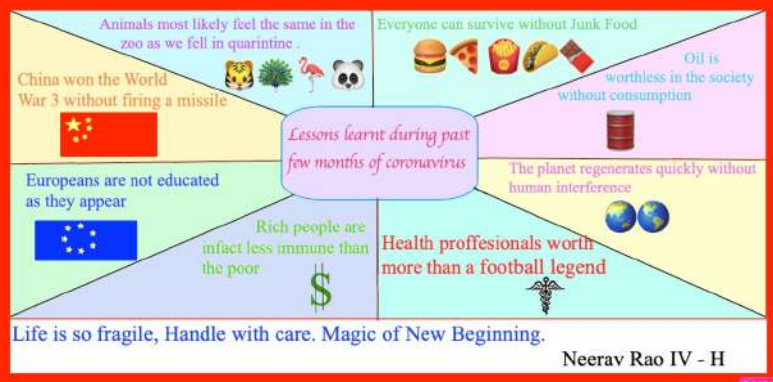 Animals most likely feel the same in the
zoo as we fell in quarintine .
Everyone can survive without Junk Food
China won the World
War 3 without firing a missile
Oil is
worthless in the society
without consumption
Lessons learnt during past
few months of coronavirus
Europeans are not educated
as they appear
The planet regenerates quickly without
human interference
Rich people are
infact less immune than
the poor
$
Health proffesionals worth
more than a football legend
Life is so fragile, Handle with care. Magic of New Beginning.
Neerav Rao IV - H